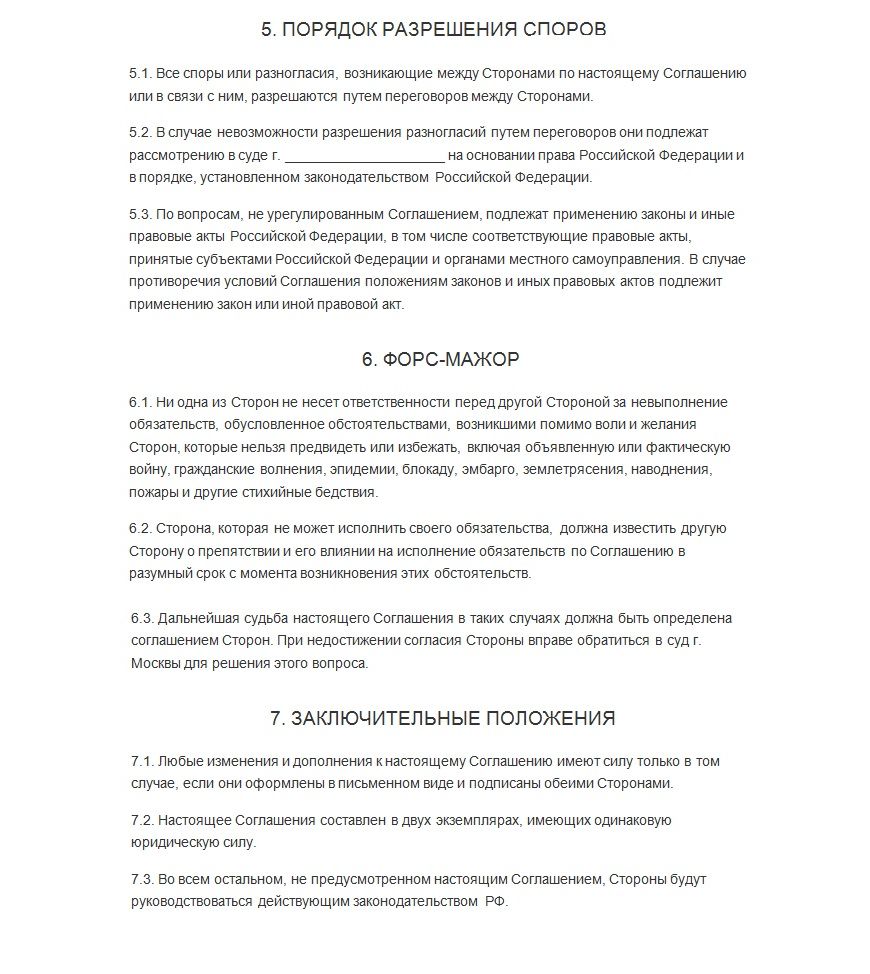 5. ПОРЯДОК РАЗРЕШЕНИЯ СПОРОВ
5.1. Все споры или разногласия, возникающие между Сторонами по настоящему Соглашению
или в связи с ним, разрешаются путем переговоров между Сторонами.
5.2. В случае невозможности разрешения разногласий путем переговоров они подлежат
рассмотрению в суде г. ____________________ на основании права Российской Федерации и
в порядке, установленном законодательством Российской Федерации.
5.3. По вопросам, не урегулированным Соглашением, подлежат применению законы и иные
правовые акты Российской Федерации, в том числе соответствующие правовые акты,
принятые субъектами Российской Федерации и органами местного самоуправления. В случае
противоречия условий Соглашения положениям законов и иных правовых актов подлежит
применению закон или иной правовой акт.
6. ФОРС-МАЖОР
6.1. Ни одна из Сторон не несет ответственности перед другой Стороной за невыполнение
обязательств, обусловленное обстоятельствами, возникшими помимо воли и желания
Сторон, которые нельзя предвидеть или избежать, включая объявленную или фактическую
войну, гражданские волнения, эпидемии, блокаду, эмбарго, землетрясения, наводнения,
пожары и другие стихийные бедствия.
6.2. Сторона, которая не может исполнить своего обязательства, должна известить другую
Сторону о препятствии и его влиянии на исполнение обязательств по Соглашению в
разумный срок с момента возникновения этих обстоятельств.
6.3. Дальнейшая судьба настоящего Соглашения в таких случаях должна быть определена
соглашением Сторон. При недостижении согласия Стороны вправе обратиться в суд г.
Москвы для решения этого вопроса.
7. ЗАКЛЮЧИТЕЛЬНЫЕ ПОЛОЖЕНИЯ
7.1. Любые изменения и дополнения к настоящему Соглашению имеют силу только в том
случае, если они оформлены в письменном виде и подписаны обеими Сторонами.
7.2. Настоящее Соглашения составлен в двух экземплярах, имеющих одинаковую
юридическую силу.
7.3. Во всем остальном, не предусмотренном настоящим Соглашением, Стороны будут
руководствоваться действующим законодательством РФ.